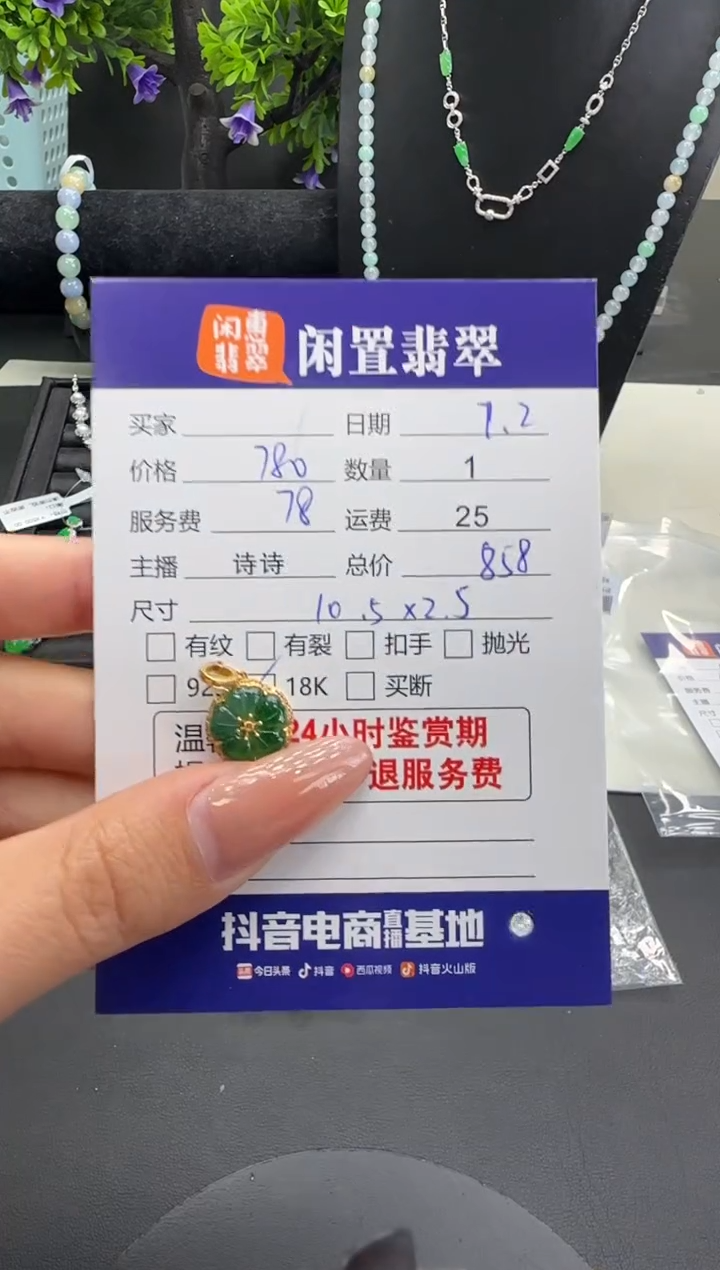 闲惠翡翠 闲置翡翠
买家 日期 7.2
价格 780 数量 1
服务费 78 运费 25
主播 诗诗 总价 858
尺寸 10.5×2.5
有纹 有裂 扣手 抛光
92 18K 买断
温 24小时鉴赏期
退服务费
抖音电商直播基地
今日头条 抖音 西瓜视频 抖音火山版